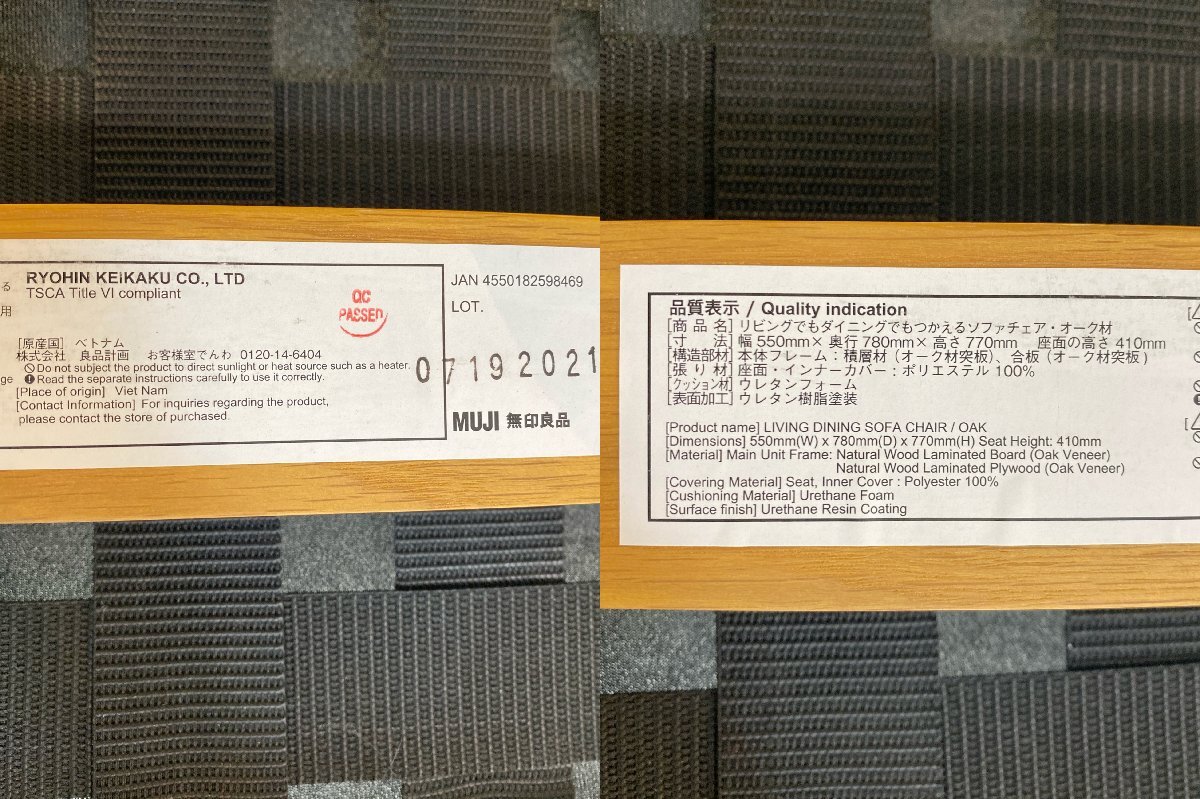 る
用
ge
RYOHIN KEiKAKU CO., LTD
TSCA Title VI compliant
QC
PASSED
[原産国] ベトナム
株式会社 良品計画 お客様室でんわ 0120-14-6404
Do not subject the product to direct sunlight or heat source such as a heater.
Read the separate instructions carefully to use it correctly.
[Place of origin] Viet Nam
[Contact Information] For inquiries regarding the product,
please contact the store of purchased.
JAN 4550182598469
LOT.
07192021
MUJI 無印良品
品質表示 / Quality indication
[商 品 名] リビングでもダイニングでもつかえるソファチェア・オーク材
[寸 法] 幅 550mm× 奥行 780mm× 高さ 770mm 座面の高さ 410mm
[構造部材] 本体フレーム：積層材（オーク材突板）、合板（オーク材突板）
[張 り 材] 座面・インナーカバー：ポリエステル 100%
[クッション材] ウレタンフォーム
[表面加工] ウレタン樹脂塗装
[Product name] LIVING DINING SOFA CHAIR / OAK
[Dimensions] 550mm(W) x 780mm(D) x 770mm(H) Seat Height: 410mm
[Material] Main Unit Frame: Natural Wood Laminated Board (Oak Veneer)
Natural Wood Laminated Plywood (Oak Veneer)
[Covering Material] Seat, Inner Cover : Polyester 100%
[Cushioning Material] Urethane Foam
[Surface finish] Urethane Resin Coating